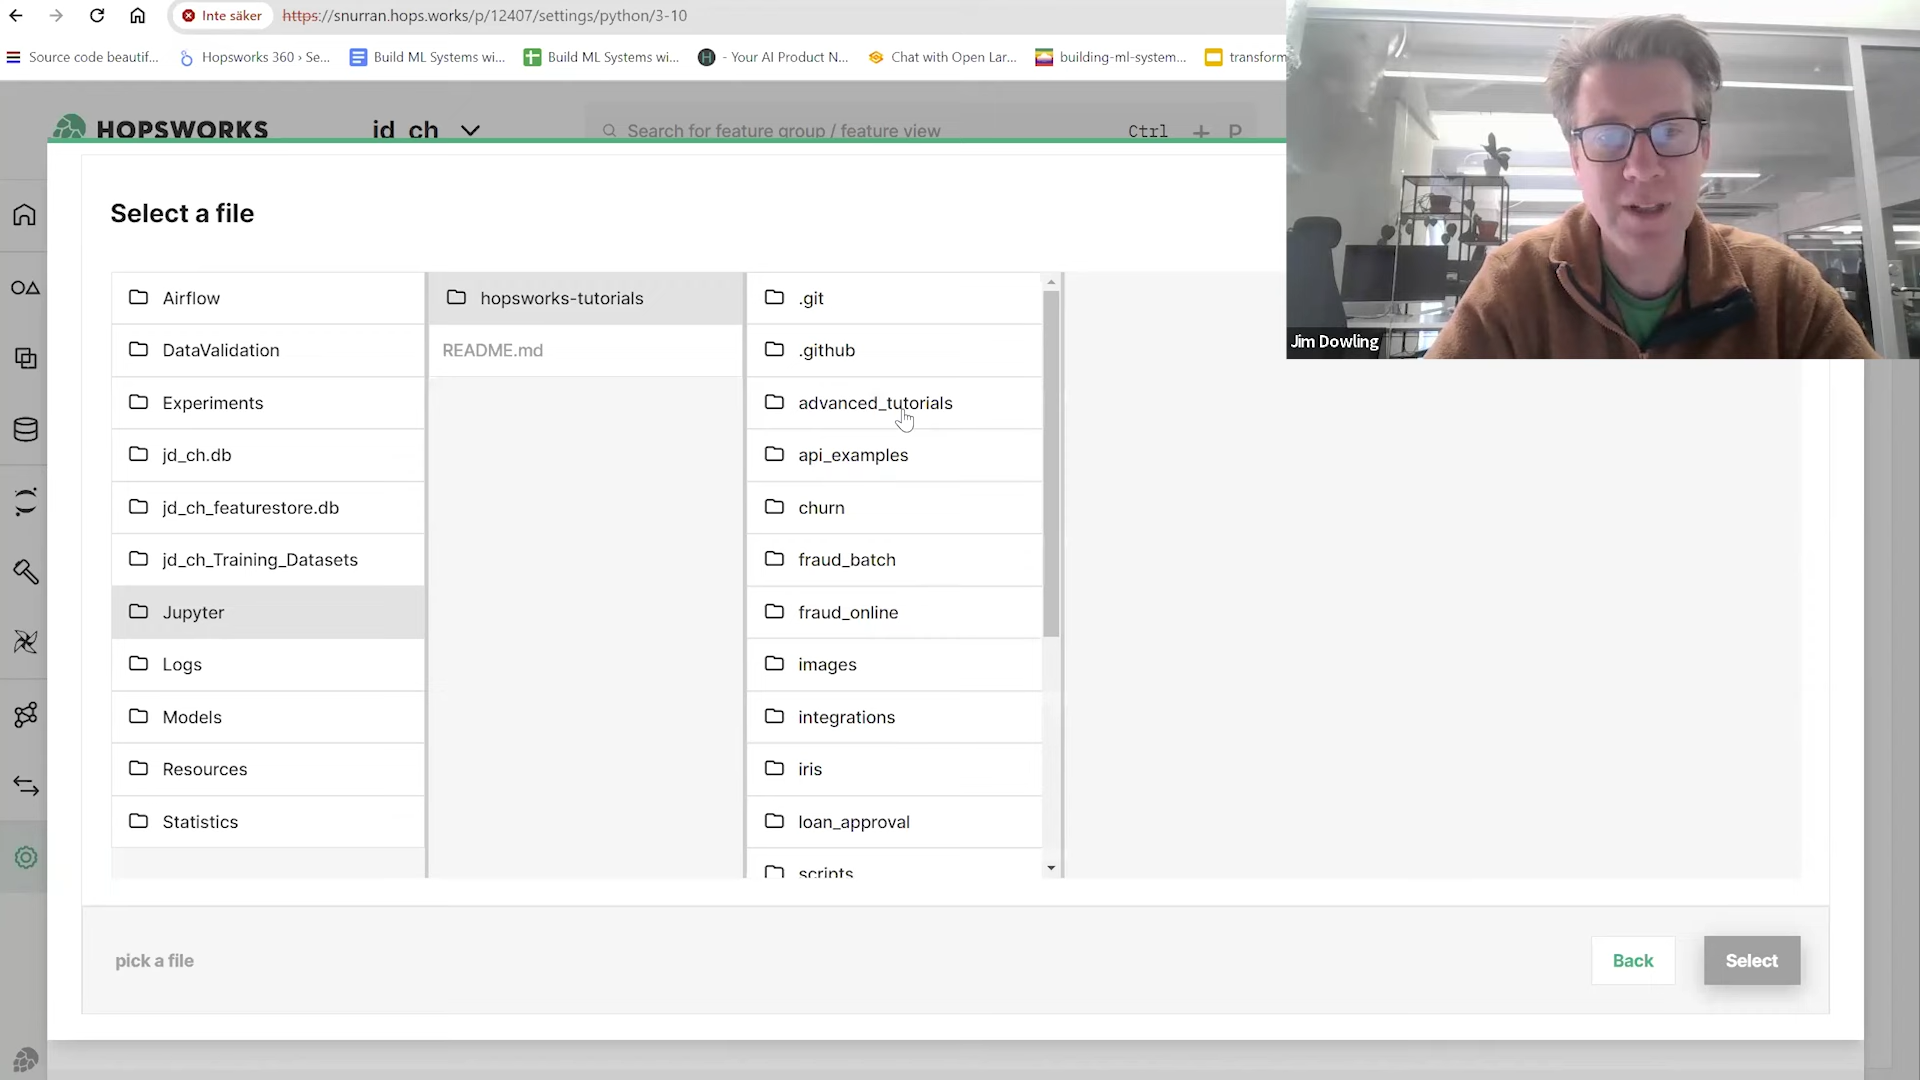 Inte säker
https://snurran.hops.works/p/12407/settings/python/3-10
Source code beautif...
Hopsworks 360 › Se...
Build ML Systems wi...
Build ML Systems wi...
- Your AI Product N...
Chat with Open Lar...
building-ml-system...
transform
HOPSWORKS
jd_ch
Search for feature group / feature view
Ctrl + P
Select a file
Airflow
DataValidation
Experiments
jd_ch.db
jd_ch_featurestore.db
jd_ch_Training_Datasets
Jupyter
Logs
Models
Resources
Statistics
hopsworks-tutorials
README.md
.git
.github
advanced_tutorials
api_examples
churn
fraud_batch
fraud_online
images
integrations
iris
loan_approval
scripts
Jim Dowling
pick a file
Back
Select